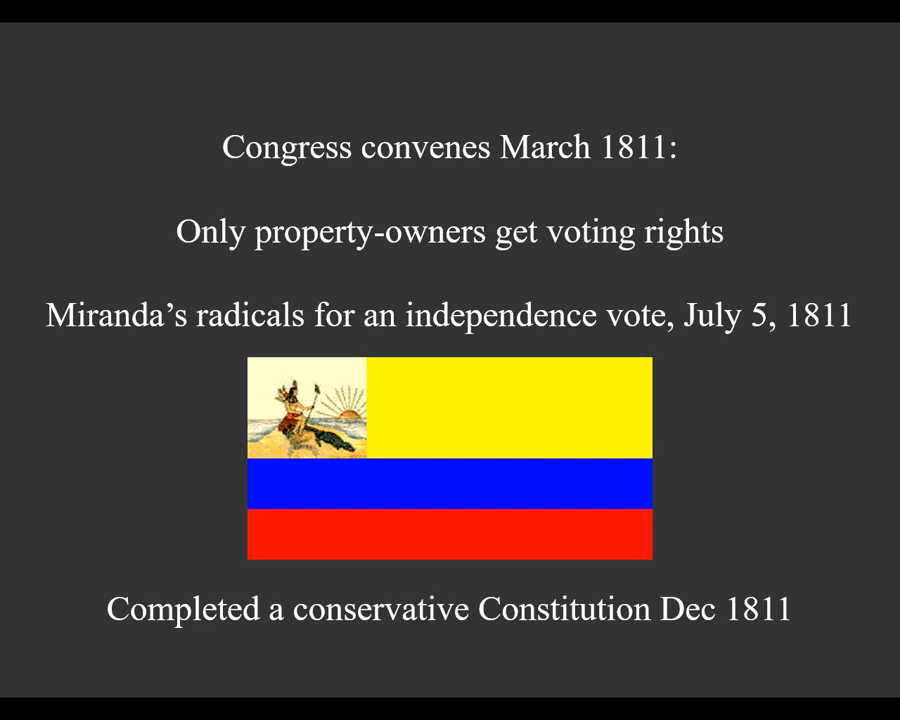 Congress convenes March 1811:
Only property-owners get voting rights
Miranda’s radicals for an independence vote, July 5, 1811
Completed a conservative Constitution Dec 1811